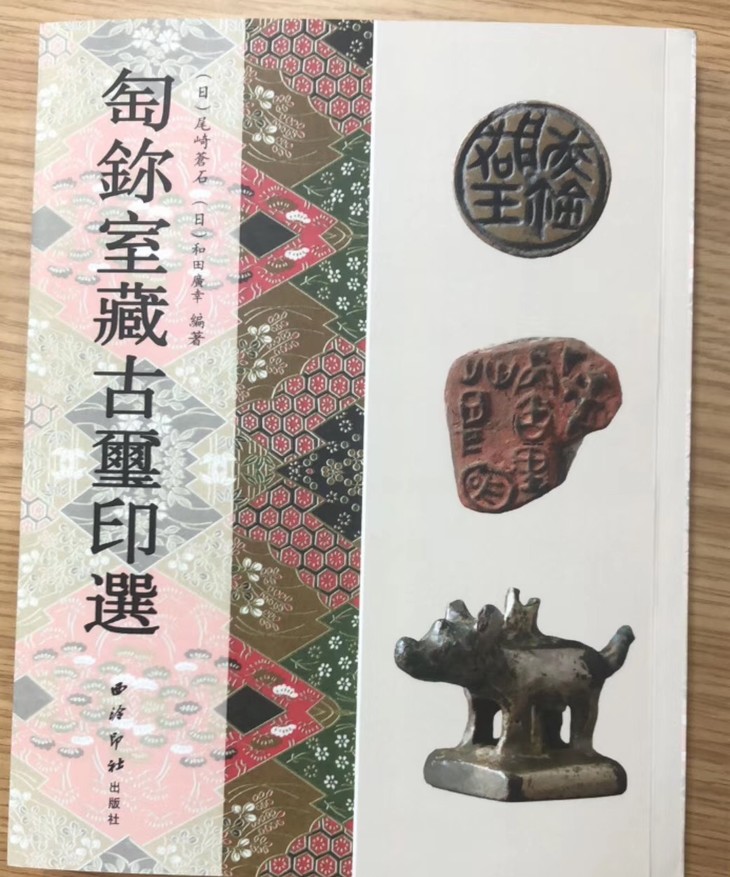 匋鉨室藏古璽印選
（日）尾崎蒼石 （日）和田廣幸 編著
西泠印社出版社